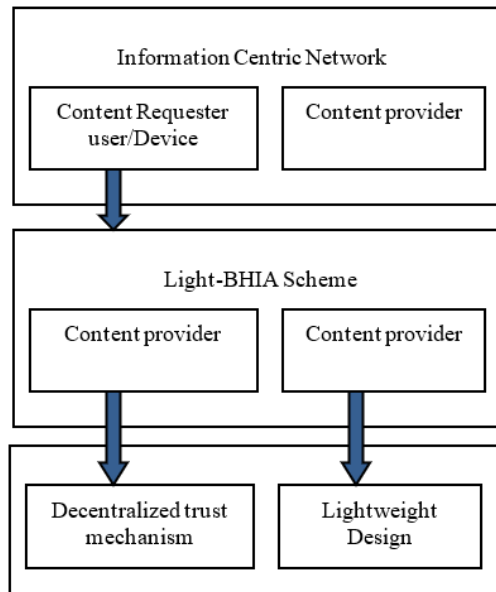 Information Centric Network
Content Requester
user/Device
Content provider
Light-BHIA Scheme
Content provider
Content provider
Decentralized trust
mechanism
Lightweight
Design